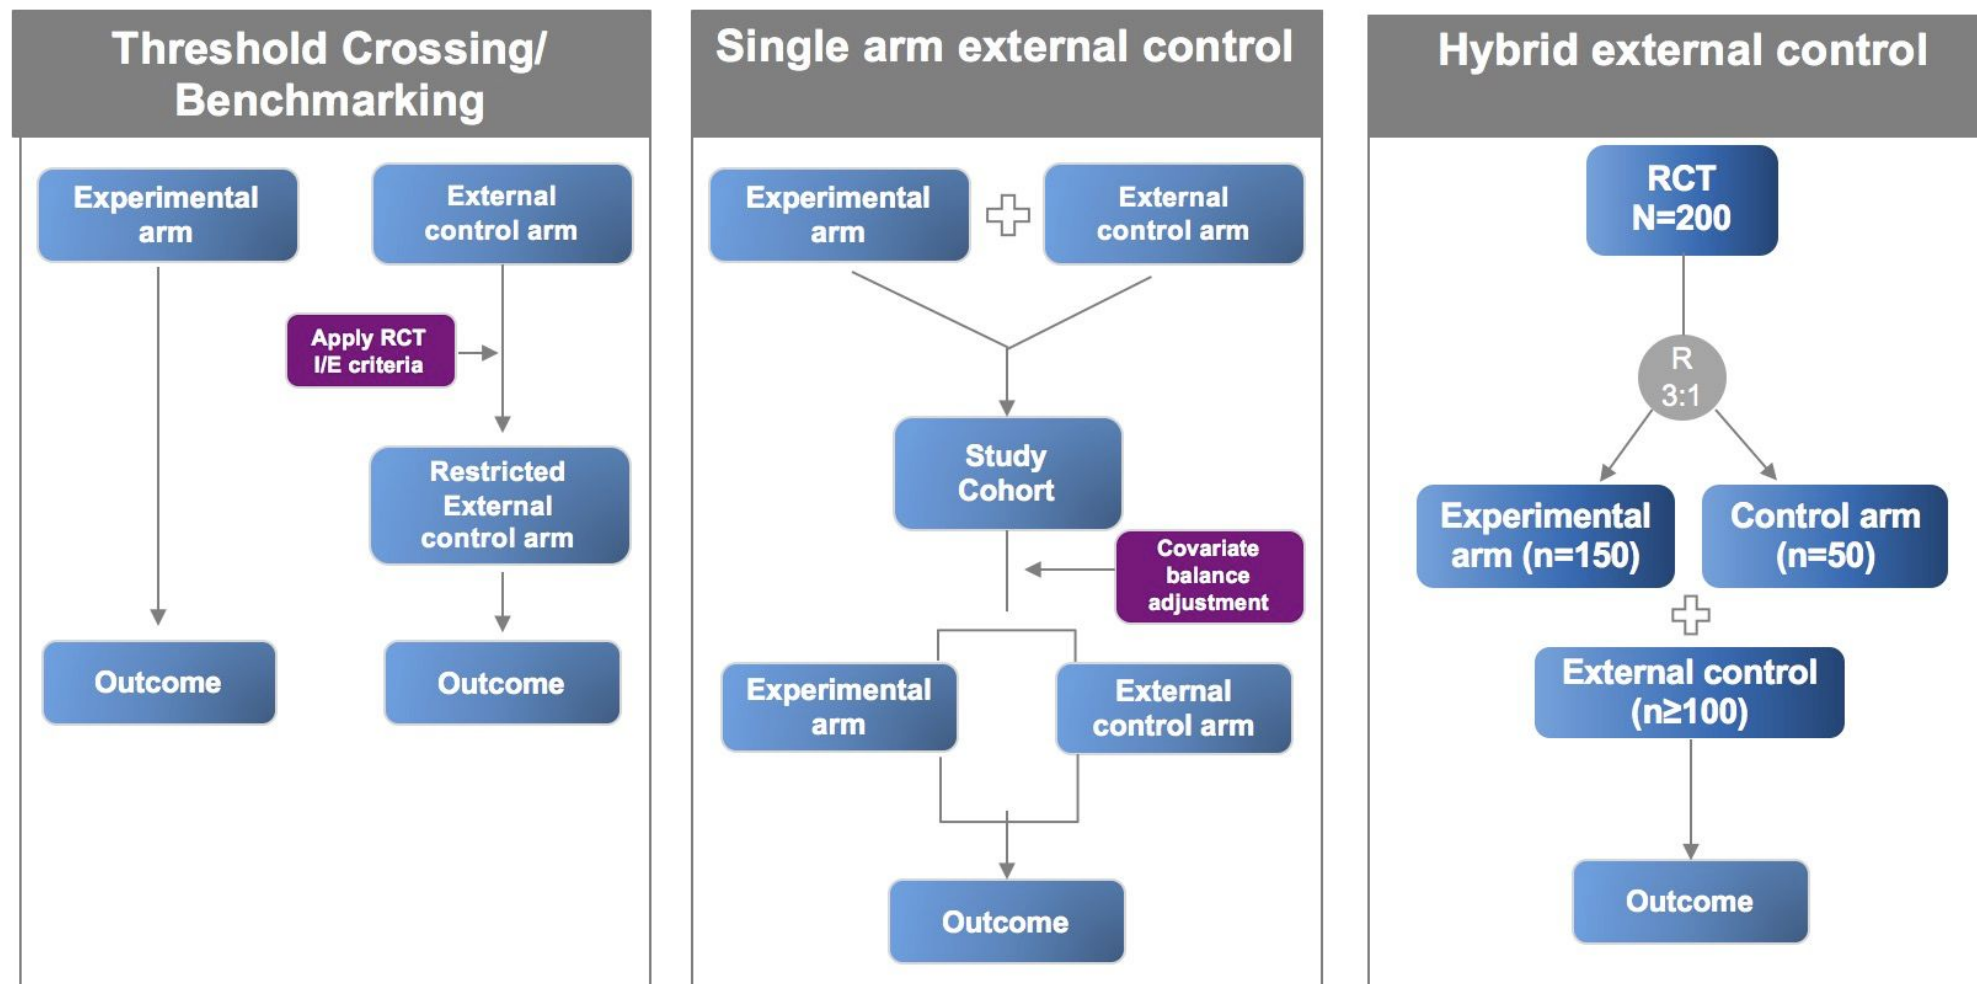 Threshold Crossing/
Benchmarking
Experimental
arm
External
control arm
Apply RCT
I/E criteria
Restricted
External
control arm
Outcome
Outcome
Single arm external control
Experimental
arm
External
control arm
Study
Cohort
Covariate
balance
adjustment
Experimental
arm
External
control arm
Outcome
Hybrid external control
RCT
N=200
R
3:1
Experimental
arm (n=150)
Control arm
(n=50)
External control
(n≥100)
Outcome